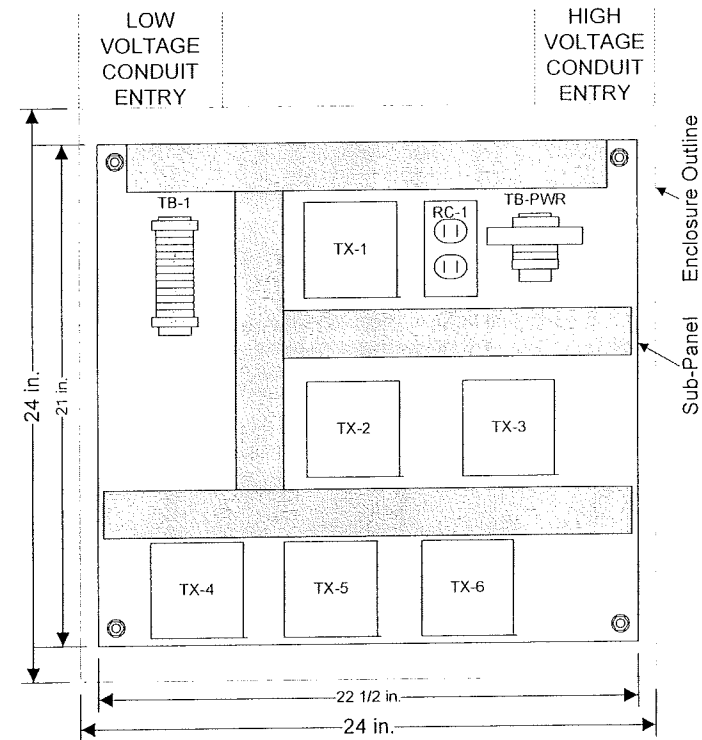 LOW
VOLTAGE
CONDUIT
ENTRY
HIGH
VOLTAGE
CONDUIT
ENTRY
Enclosure Outline
TB-1
TX-1
RC-1
TB-PWR
Sub-Panel
24 in.
21 in.
TX-2
TX-3
TX-4
TX-5
TX-6
22 1/2 in.
24 in.